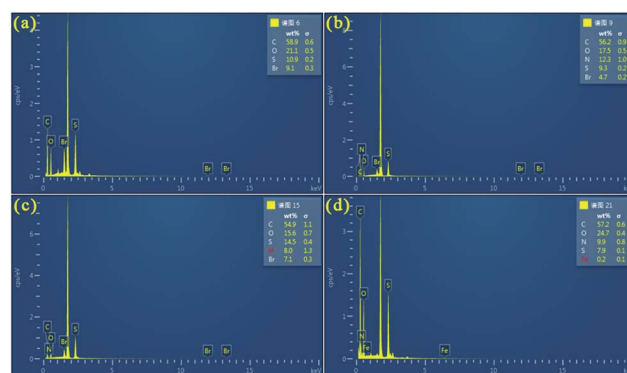 (a)
谱图 6
wt% σ
C 58.9 0.6
O 21.1 0.5
S 10.9 0.2
Br 9.1 0.3
cps/eV
C
O
Br
S
Br
Br
0
5
10
15
keV
(b)
谱图 9
wt% σ
C 56.2 0.9
O 17.5 0.5
N 12.3 1.0
S 9.3 0.2
Br 4.7 0.2
cps/eV
N
O
C
Br
S
Br
Br
0
5
10
15
keV
(c)
谱图 15
wt% σ
C 54.9 1.1
O 15.6 0.7
S 14.5 0.4
8.0 1.3
Br 7.1 0.3
cps/eV
C
O
N
Br
S
Br
Br
0
5
10
15
keV
(d)
谱图 21
wt% σ
C 57.2 0.6
O 24.7 0.4
N 9.9 0.8
S 7.9 0.1
0.2 0.1
cps/eV
C
O
N
Fe
S
Fe
0
5
10
15
keV